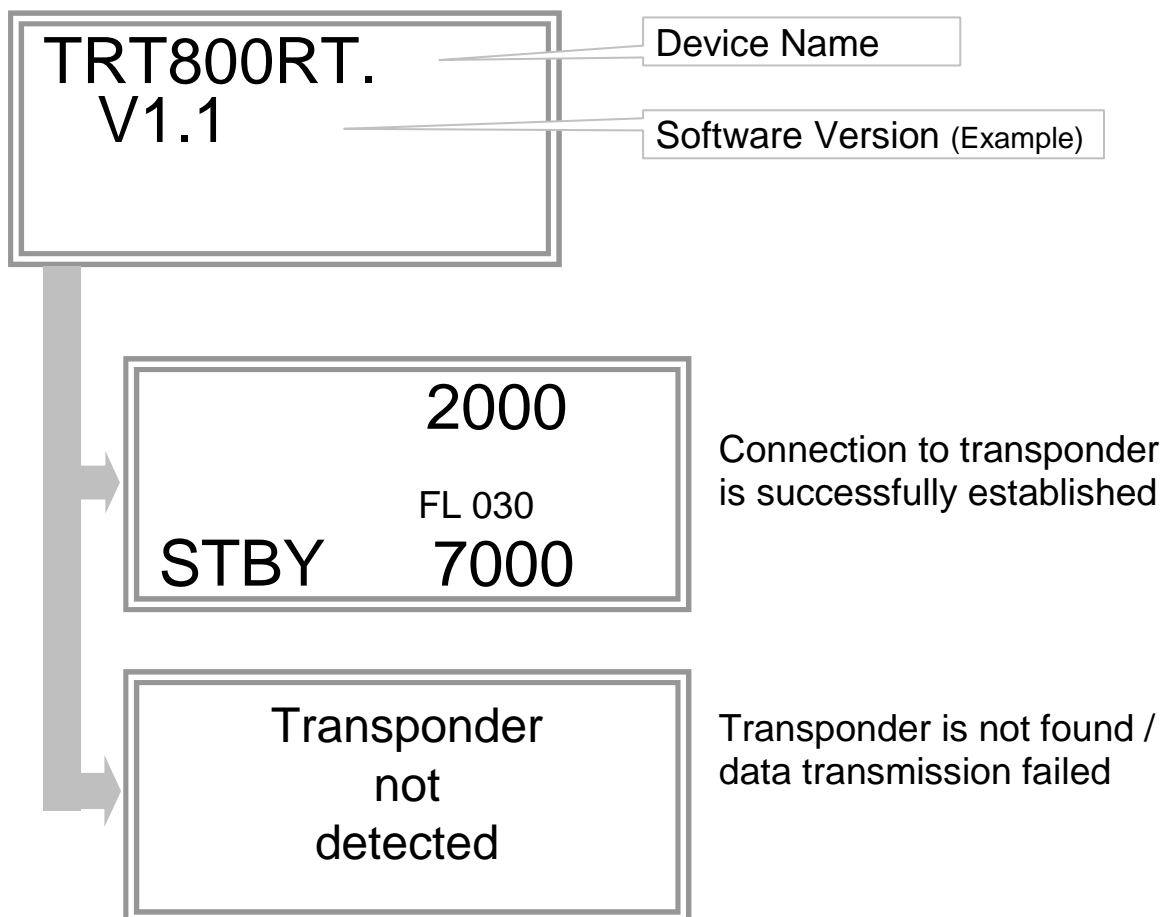 TRT800RT.
V1.1
Device Name
Software Version (Example)
2000
FL 030
STBY 7000
Connection to transponder
is successfully established
Transponder
not
detected
Transponder is not found /
data transmission failed